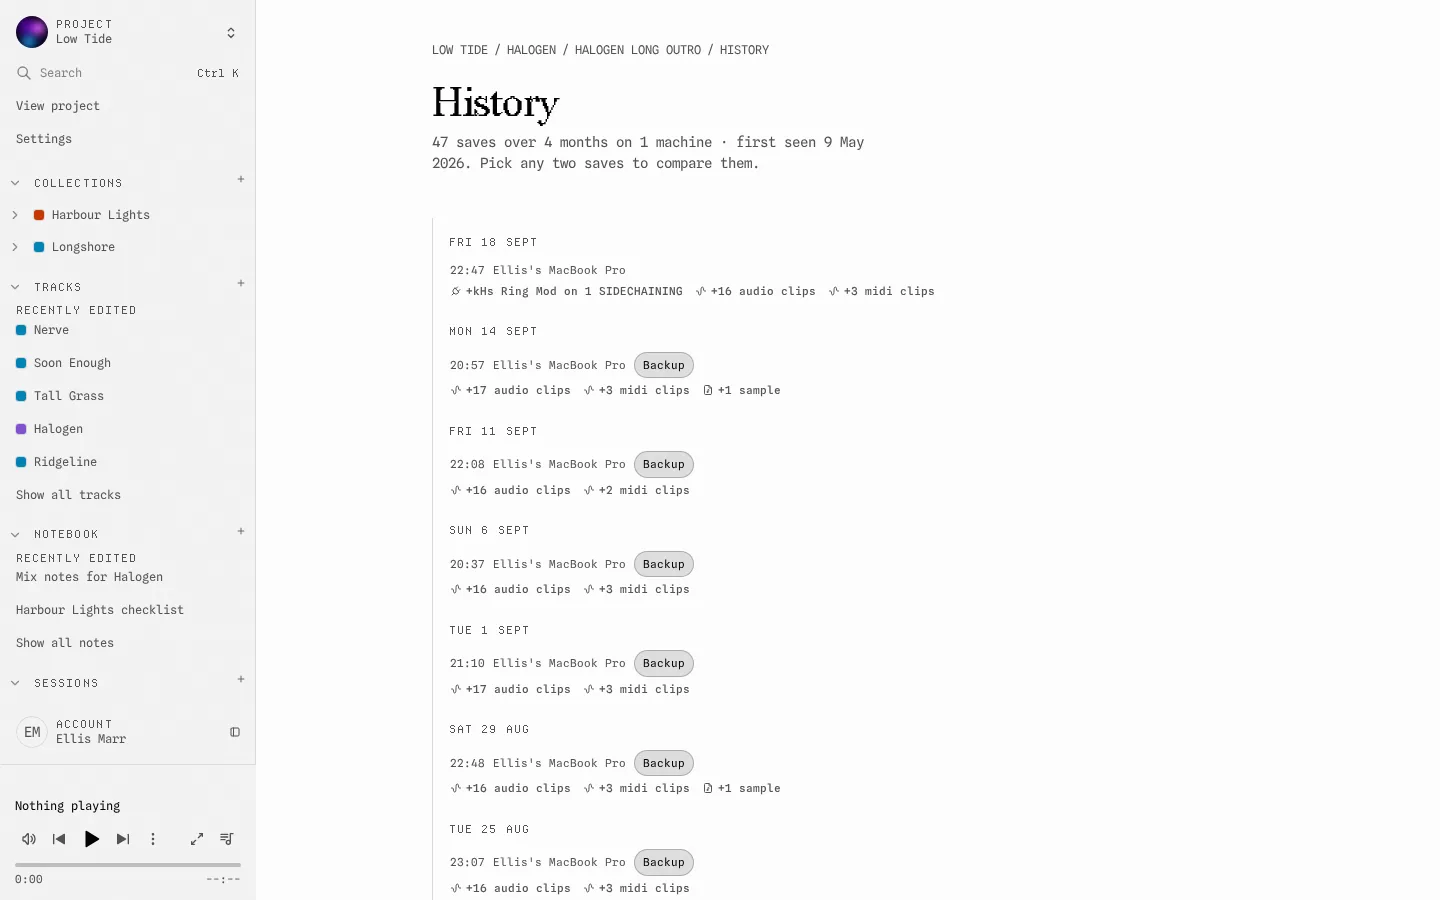 PROJECT
Low Tide
Search Ctrl K
View project
Settings
COLLECTIONS
Harbour Lights
Longshore
TRACKS
RECENTLY EDITED
Nerve
Soon Enough
Tall Grass
Halogen
Ridgeline
Show all tracks
NOTEBOOK
RECENTLY EDITED
Mix notes for Halogen
Harbour Lights checklist
Show all notes
SESSIONS
EM
ACCOUNT
Ellis Marr
Nothing playing
0:00 --:--
LOW TIDE / HALOGEN / HALOGEN LONG OUTRO / HISTORY
History
47 saves over 4 months on 1 machine · first seen 9 May
2026. Pick any two saves to compare them.
FRI 18 SEPT
22:47 Ellis's MacBook Pro
+kHs Ring Mod on 1 SIDECHAINING +16 audio clips +3 midi clips
MON 14 SEPT
20:57 Ellis's MacBook Pro Backup
+17 audio clips +3 midi clips +1 sample
FRI 11 SEPT
22:08 Ellis's MacBook Pro Backup
+16 audio clips +2 midi clips
SUN 6 SEPT
20:37 Ellis's MacBook Pro Backup
+16 audio clips +3 midi clips
TUE 1 SEPT
21:10 Ellis's MacBook Pro Backup
+17 audio clips +3 midi clips
SAT 29 AUG
22:48 Ellis's MacBook Pro Backup
+16 audio clips +3 midi clips +1 sample
TUE 25 AUG
23:07 Ellis's MacBook Pro Backup
+16 audio clips +3 midi clips